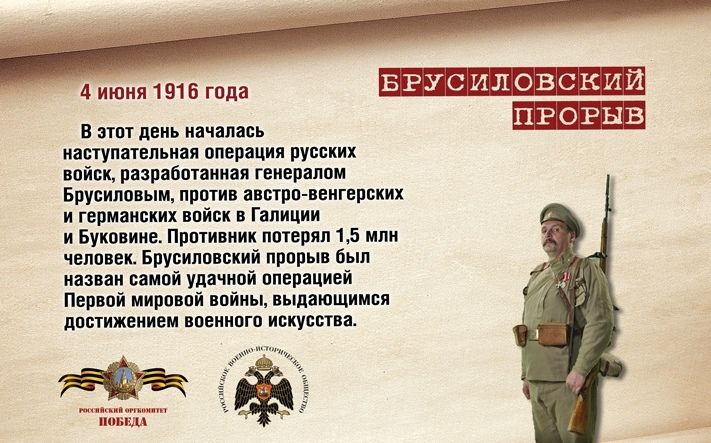 4 июня 1916 года
БРУСИЛОВСКИЙ
ПРОРЫВ
В этот день началась
наступательная операция русских
войск, разработанная генералом
Брусиловым, против австро-венгерских
и германских войск в Галиции
и Буковине. Противник потерял 1,5 млн
человек. Брусиловский прорыв был
назван самой удачной операцией
Первой мировой войны, выдающимся
достижением военного искусства.
РОССИЙСКИЙ ОРГКОМИТЕТ
ПОБЕДА
РОССИЙСКОЕ ВОЕННО-ИСТОРИЧЕСКОЕ ОБЩЕСТВО